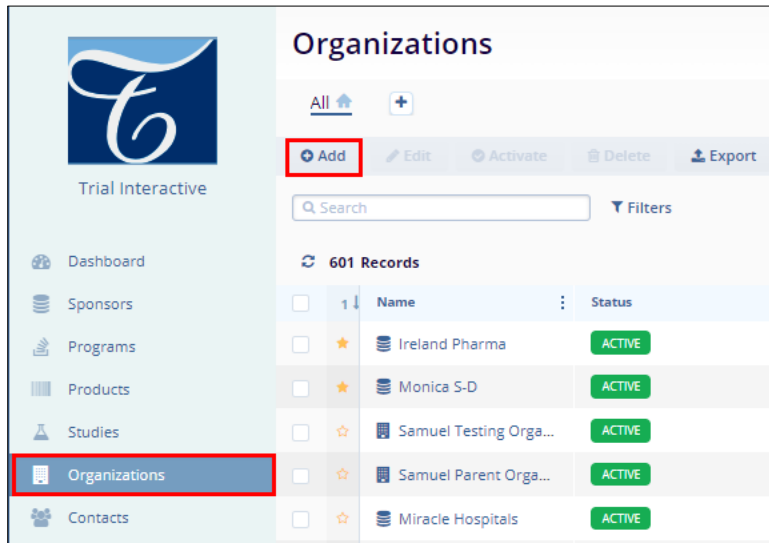 Organizations
All
Trial Interactive
Add Edit Activate Delete Export
Search Filters
601 Records
1 Name Status
Dashboard
Sponsors
Programs
Products
Studies
Organizations
Contacts
Ireland Pharma ACTIVE
Monica S-D ACTIVE
Samuel Testing Orga... ACTIVE
Samuel Parent Orga... ACTIVE
Miracle Hospitals ACTIVE